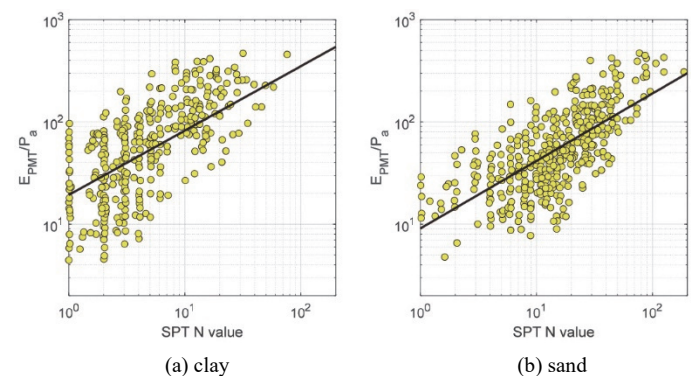 10³
10²
10¹
E_PMT/P_a
10⁰
10¹
10²
SPT N value
(a) clay
10³
10²
10¹
E_PMT/P_a
10⁰
10¹
10²
SPT N value
(b) sand